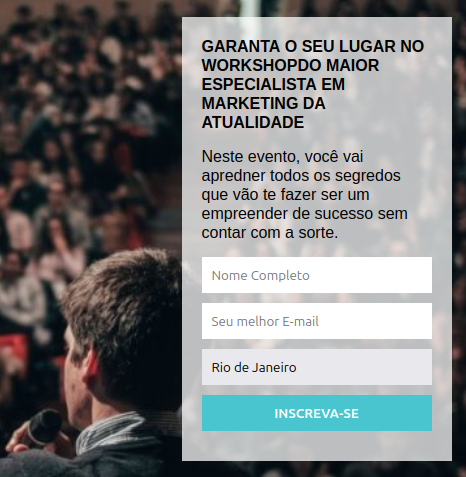 GARANTA O SEU LUGAR NO
WORKSHOPDO MAIOR
ESPECIALISTA EM
MARKETING DA
ATUALIDADE
Neste evento, você vai
apredner todos os segredos
que vão te fazer ser um
empreender de sucesso sem
contar com a sorte.
Nome Completo
Seu melhor E-mail
Rio de Janeiro
INSCREVA-SE